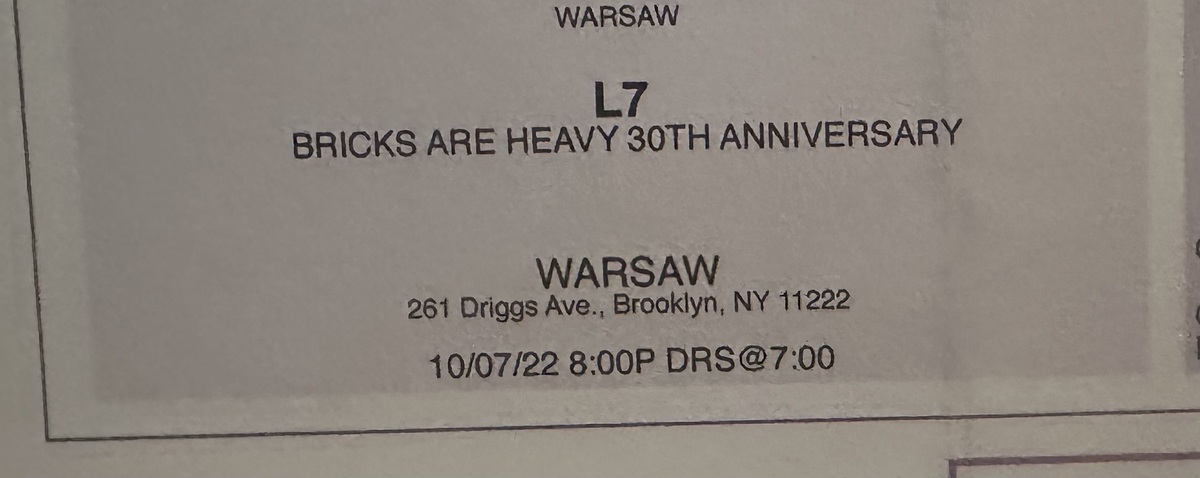 WARSAW
L7
BRICKS ARE HEAVY 30TH ANNIVERSARY
WARSAW
261 Driggs Ave., Brooklyn, NY 11222
10/07/22 8:00P DRS@7:00